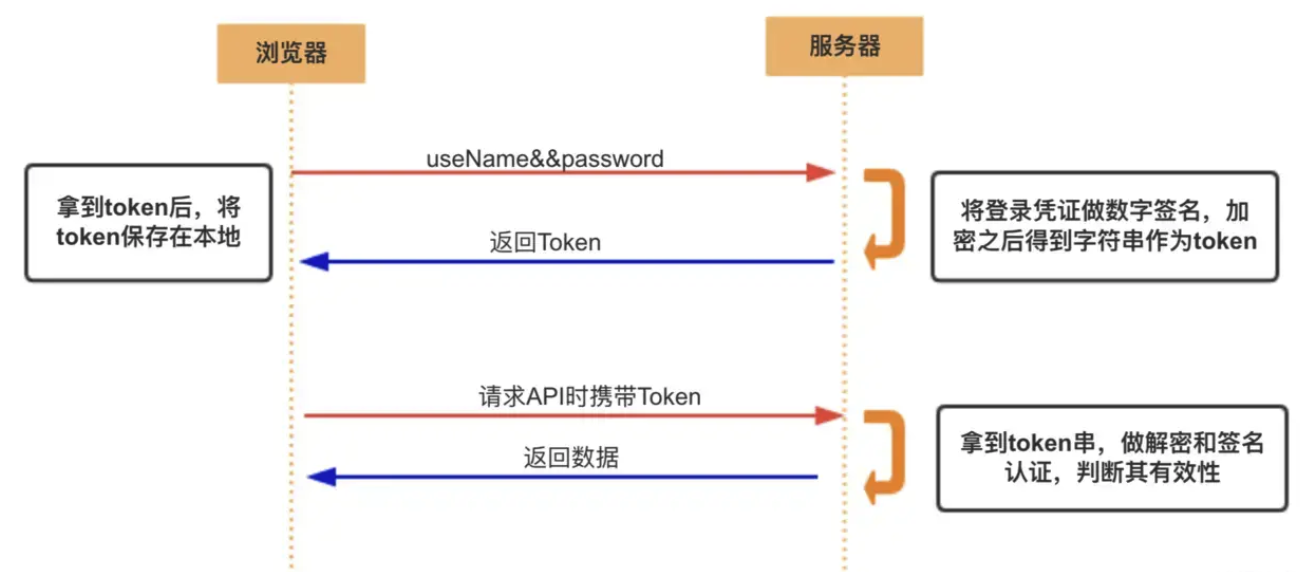 浏览器
服务器
useName&&password
拿到token后，将
token保存在本地
将登录凭证做数字签名，加
密之后得到字符串作为token
返回Token
请求API时携带Token
拿到token串，做解密和签名
认证，判断其有效性
返回数据